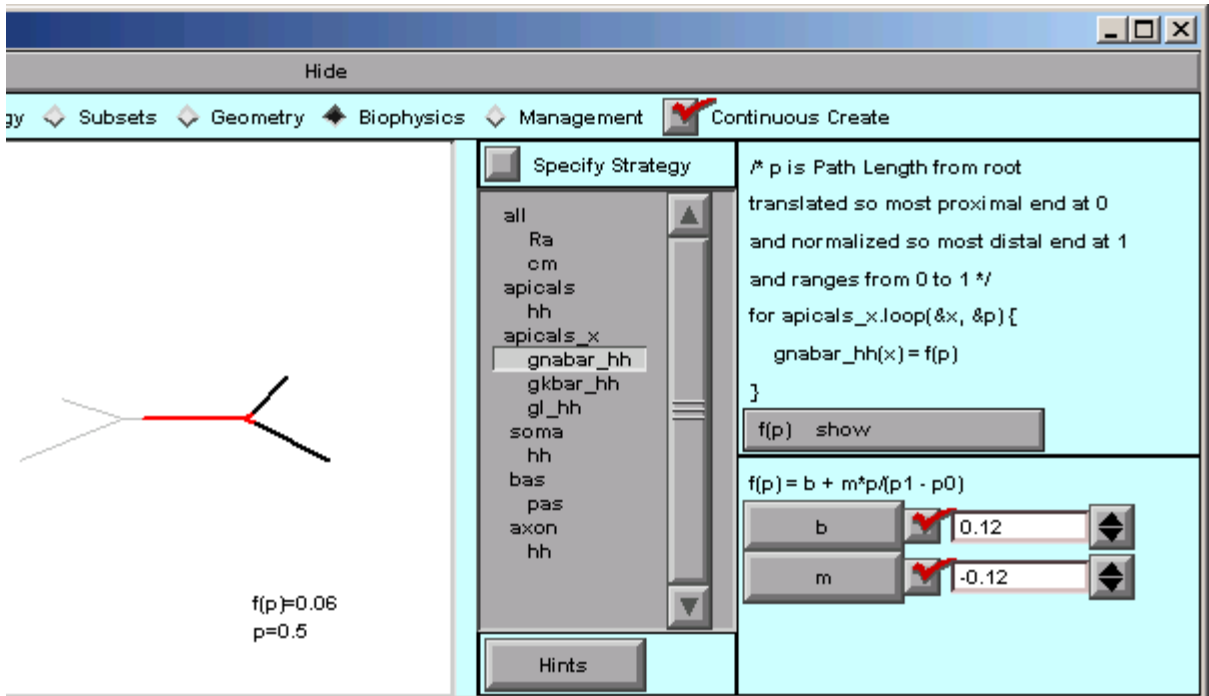 Hide
gy Subsets Geometry Biophysics Management Continuous Create
Specify Strategy
all
Ra
cm
apicals
hh
apicals_x
gnabar_hh
gkbar_hh
gl_hh
soma
hh
bas
pas
axon
hh
Hints
/* p is Path Length from root
translated so most proximal end at 0
and normalized so most distal end at 1
and ranges from 0 to 1 */
for apicals_x.loop(&x, &p) {
gnabar_hh(x) = f(p)
}
f(p) show
f(p) = b + m*p/(p1 - p0)
b 0.12
m -0.12
f(p)=0.06
p=0.5